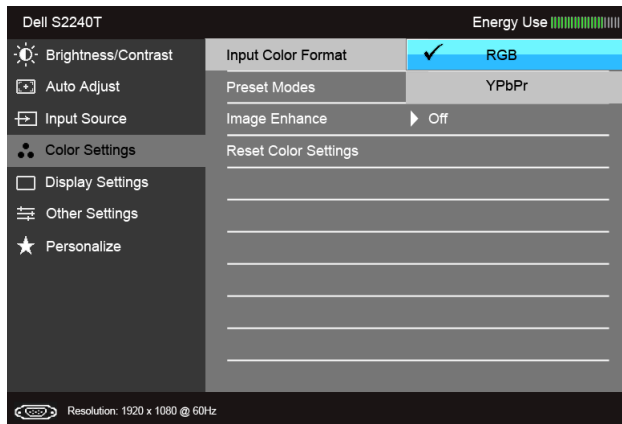 Dell S2240T
Energy Use
Brightness/Contrast
Auto Adjust
Input Source
Color Settings
Display Settings
Other Settings
Personalize
Input Color Format
RGB
Preset Modes
YPbPr
Image Enhance
Off
Reset Color Settings
Resolution: 1920 x 1080 @ 60Hz